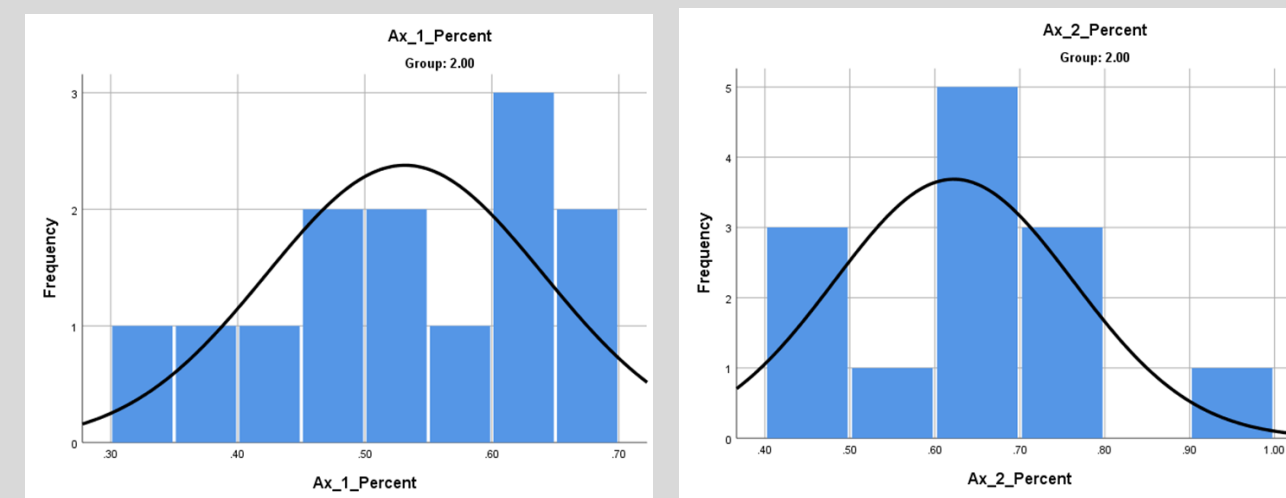 Ax_1_Percent
Group: 2.00
Frequency
3
2
1
0
.30 .40 .50 .60 .70
Ax_1_Percent
Ax_2_Percent
Group: 2.00
Frequency
5
4
3
2
1
0
.40 .50 .60 .70 .80 .90 1.00
Ax_2_Percent